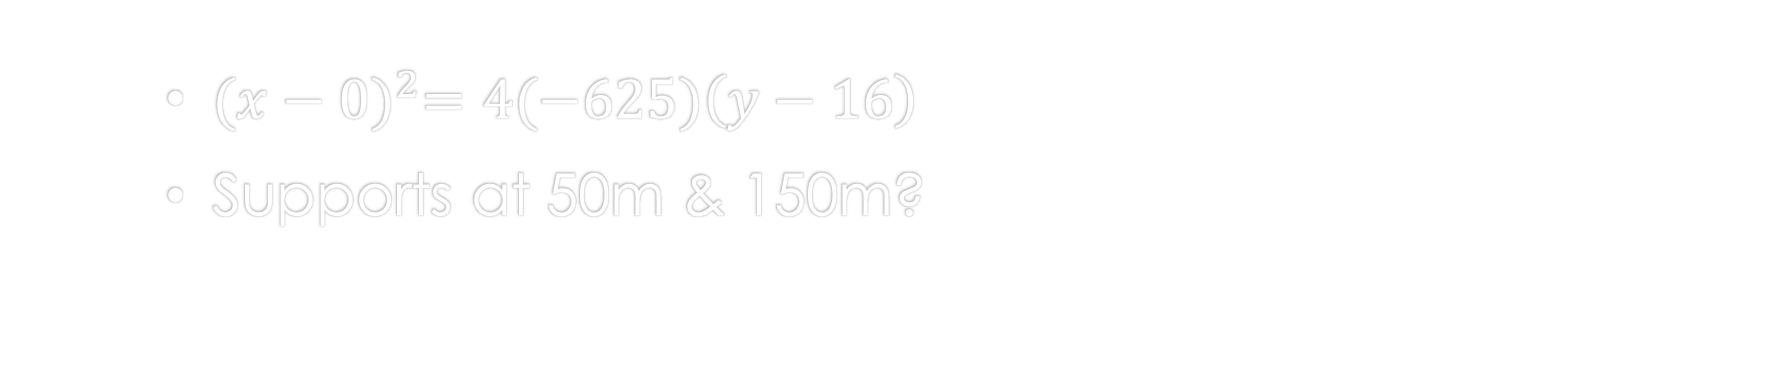 • (x − 0)²= 4(−625)(y − 16)
• Supports at 50m & 150m?